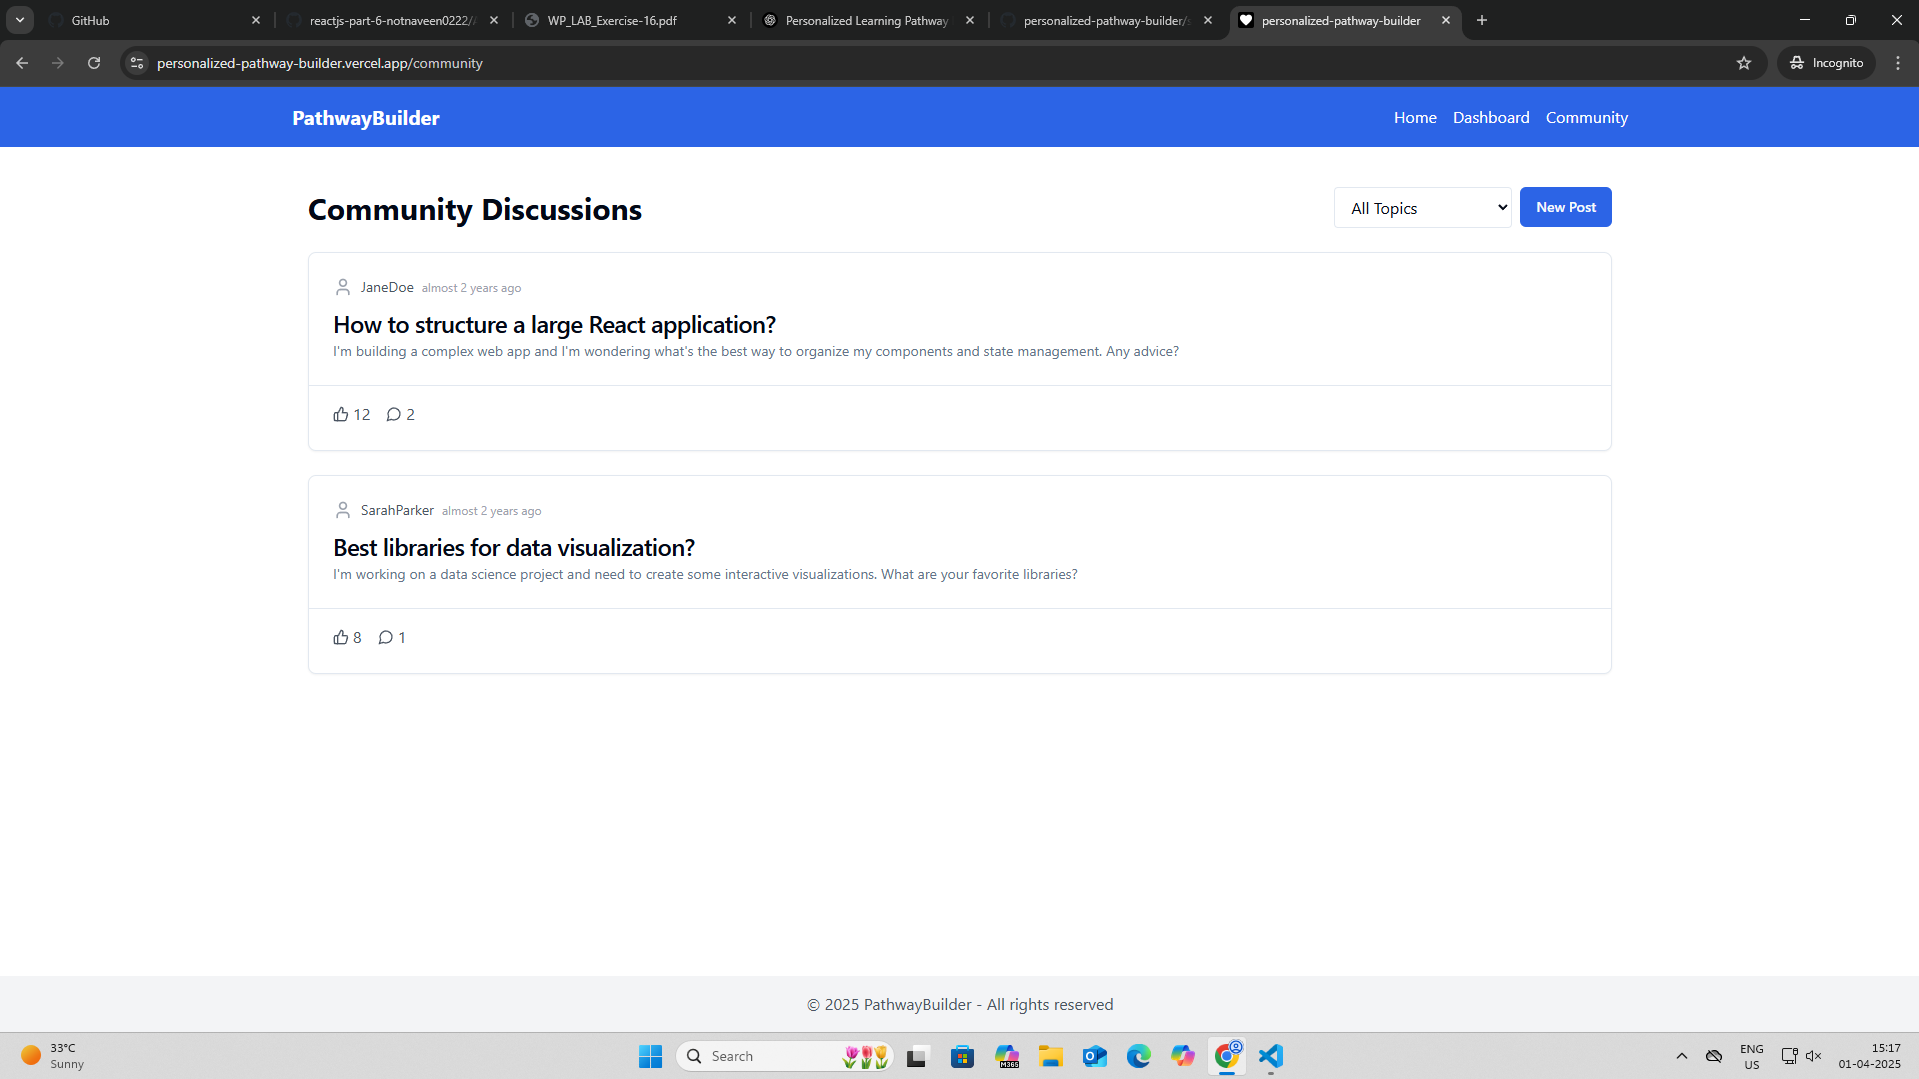 GitHub
reactjs-part-6-notnaveen0222/
WP_LAB_Exercise-16.pdf
Personalized Learning Pathway
personalized-pathway-builder/
personalized-pathway-builder
personalized-pathway-builder.vercel.app/community
Incognito
PathwayBuilder
Home Dashboard Community
Community Discussions
All Topics
New Post
JaneDoe almost 2 years ago
How to structure a large React application?
I'm building a complex web app and I'm wondering what's the best way to organize my components and state management. Any advice?
12 2
SarahParker almost 2 years ago
Best libraries for data visualization?
I'm working on a data science project and need to create some interactive visualizations. What are your favorite libraries?
8 1
© 2025 PathwayBuilder - All rights reserved
33°C
Sunny
Search
M365
ENG
US
15:17
01-04-2025